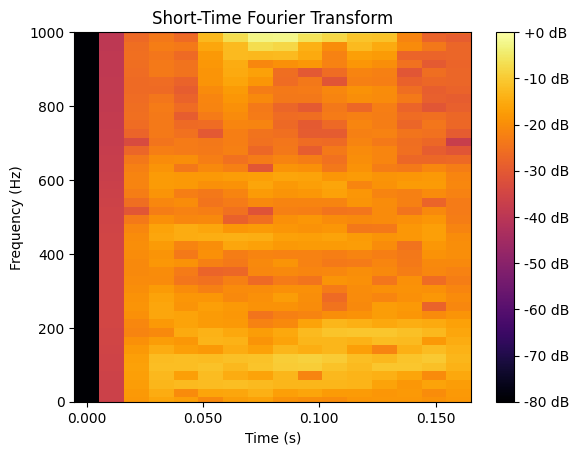 Short-Time Fourier Transform
1000
800
600
400
200
0
Frequency (Hz)
0.000
0.050
0.100
0.150
Time (s)
+0 dB
-10 dB
-20 dB
-30 dB
-40 dB
-50 dB
-60 dB
-70 dB
-80 dB